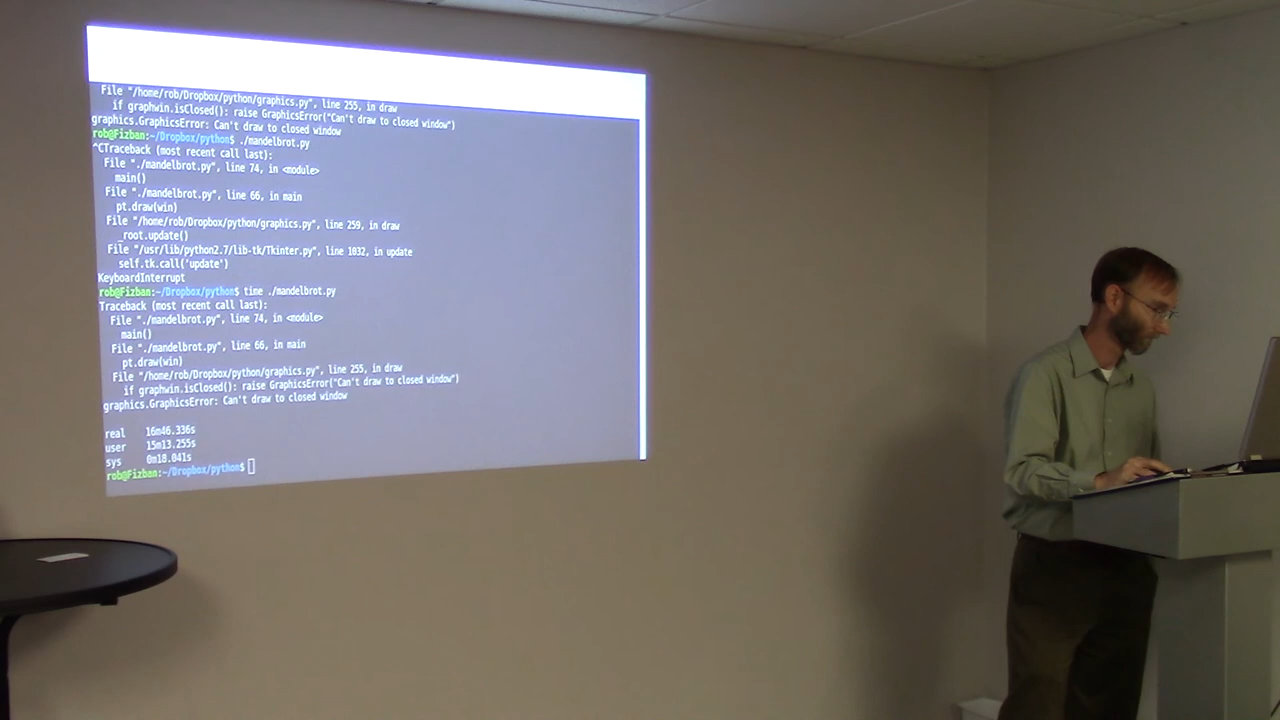 File "/home/rob/Dropbox/python/graphics.py", line 255, in draw
if graphwin.isClosed(): raise GraphicsError("Can't draw to closed window")
graphics.GraphicsError: Can't draw to closed window
rob@Fizban:~/Dropbox/python$ ./mandelbrot.py
^CTraceback (most recent call last):
File "./mandelbrot.py", line 74, in <module>
main()
File "./mandelbrot.py", line 66, in main
pt.draw(win)
File "/home/rob/Dropbox/python/graphics.py", line 259, in draw
_root.update()
File "/usr/lib/python2.7/lib-tk/Tkinter.py", line 1032, in update
self.tk.call('update')
KeyboardInterrupt
rob@Fizban:~/Dropbox/python$ time ./mandelbrot.py
Traceback (most recent call last):
File "./mandelbrot.py", line 74, in <module>
main()
File "./mandelbrot.py", line 66, in main
pt.draw(win)
File "/home/rob/Dropbox/python/graphics.py", line 255, in draw
if graphwin.isClosed(): raise GraphicsError("Can't draw to closed window")
graphics.GraphicsError: Can't draw to closed window
real 16m46.336s
user 15m13.255s
sys 0m18.041s
rob@Fizban:~/Dropbox/python$